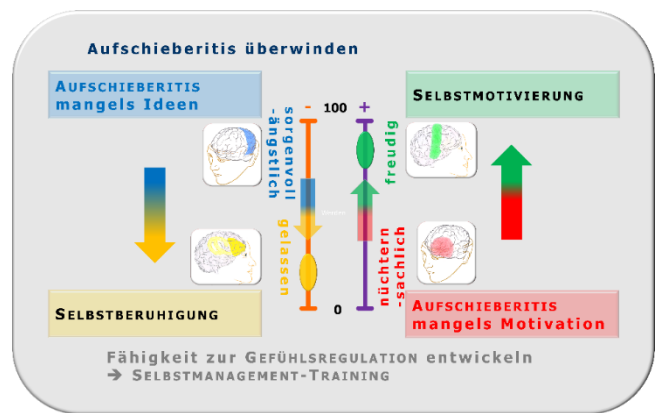 Aufschieberitis überwinden
AUFSCHIEBERITIS
mangels Ideen
SELBSTMOTIVIERUNG
- 100 +
sorgenvoll
-ängstlich
freudig
gelassen
nüchtern
-sachlich
0
SELBSTBERUHIGUNG
AUFSCHIEBERITIS
mangels Motivation
Fähigkeit zur GEFÜHLSREGULATION entwickeln
→ SELBSTMANAGEMENT-TRAINING